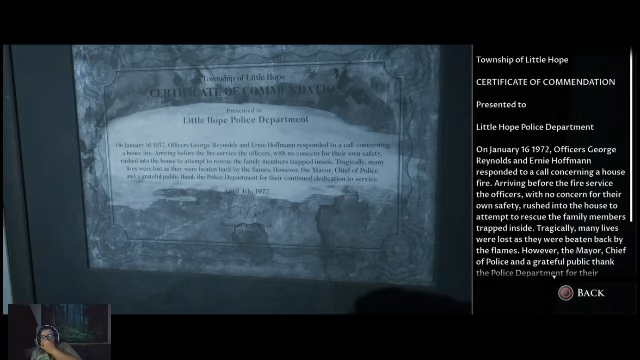 Township of Little Hope
CERTIFICATE OF COMMENDATION
Presented to
Little Hope Police Department
On January 16 1972, Officers George Reynolds and Ernie Hoffmann responded to a call concerning
a house fire. Arriving before the fire service the officers, with no concern for their own safety,
rushed into the house to attempt to rescue the family members trapped inside. Tragically, many
lives were lost as they were beaten back by the flames. However, the Mayor, Chief of Police
and a grateful public thank the Police Department for their continued dedication to service.
April 4th, 1972
Township of Little Hope
CERTIFICATE OF COMMENDATION
Presented to
Little Hope Police Department
On January 16 1972, Officers George
Reynolds and Ernie Hoffmann
responded to a call concerning a house
fire. Arriving before the fire service
the officers, with no concern for their
own safety, rushed into the house to
attempt to rescue the family members
trapped inside. Tragically, many lives
were lost as they were beaten back by
the flames. However, the Mayor, Chief
of Police and a grateful public thank
the Police Department for their
BACK